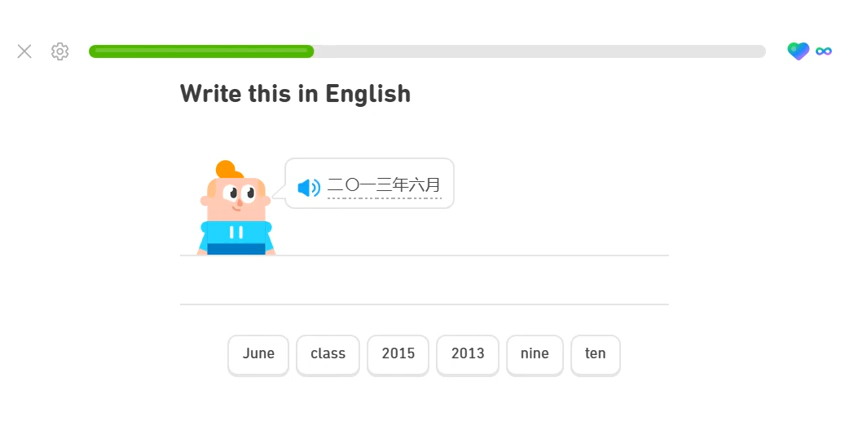 Write this in English
二〇一三年六月
June class 2015 2013 nine ten